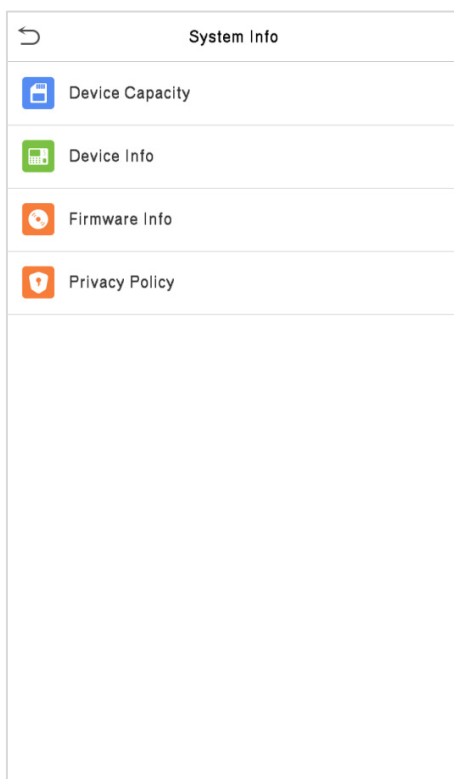 System Info
Device Capacity
Device Info
Firmware Info
Privacy Policy